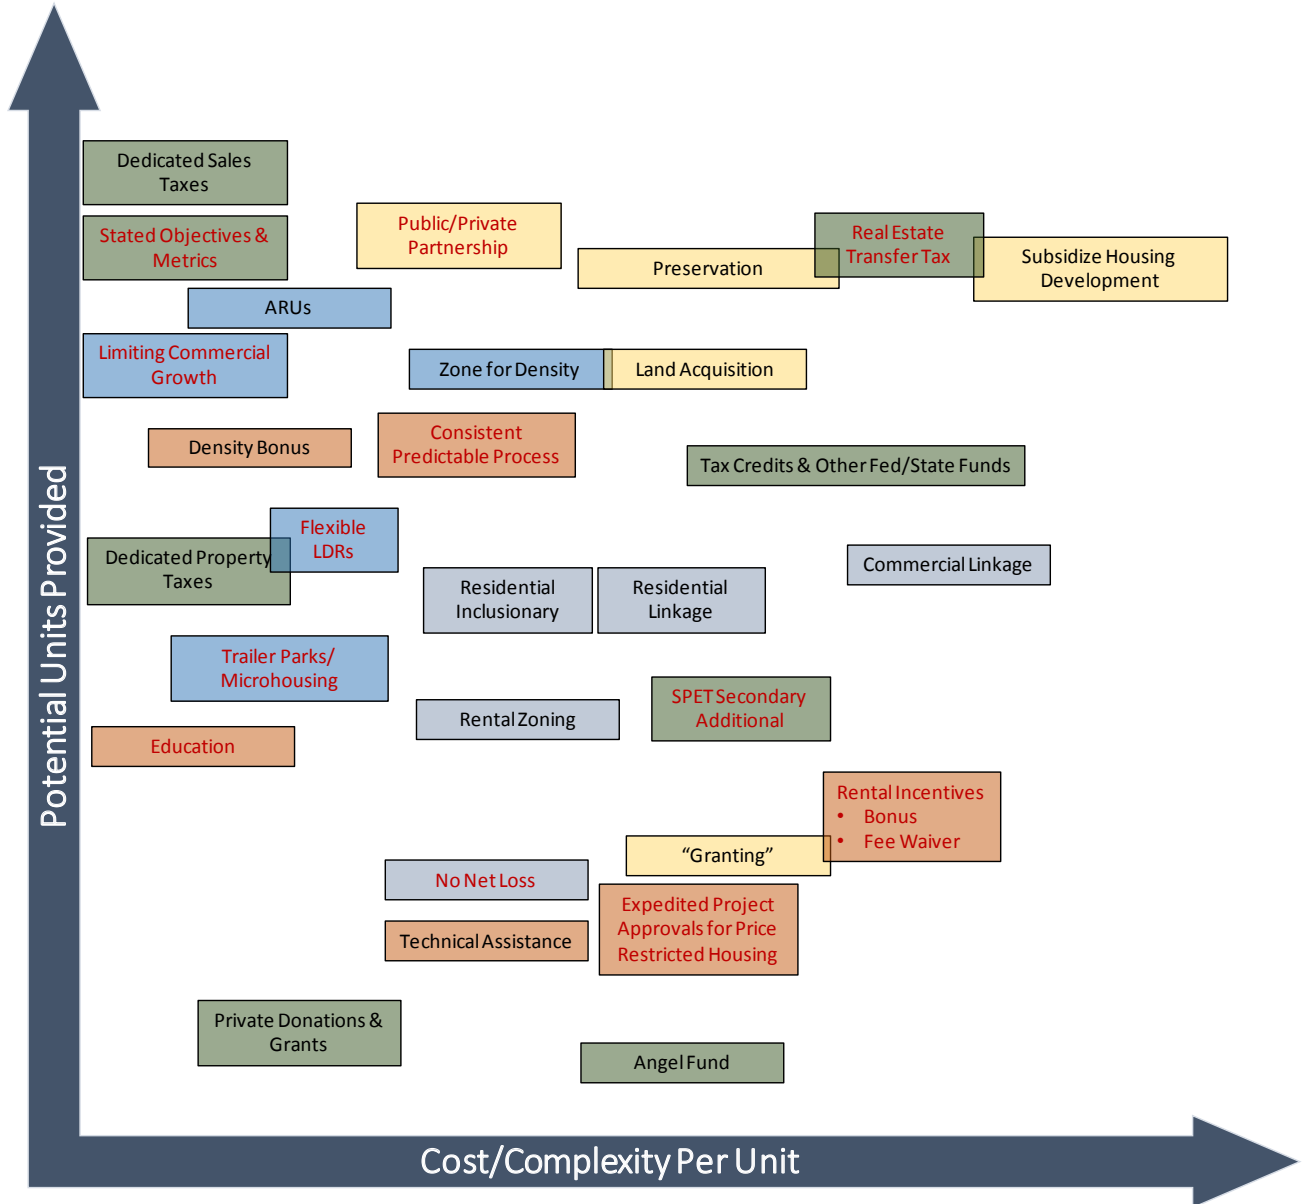 Dedicated Sales
Taxes
Stated Objectives &
Metrics
Public/Private
Partnership
Preservation
Real Estate
Transfer Tax
Subsidize Housing
Development
ARUs
Limiting Commercial
Growth
Zone for Density
Land Acquisition
Density Bonus
Consistent
Predictable Process
Tax Credits & Other Fed/State Funds
Flexible
LDRs
Dedicated Property
Taxes
Residential
Inclusionary
Residential
Linkage
Commercial Linkage
Trailer Parks/
Microhousing
Rental Zoning
SPET Secondary
Additional
Education
Rental Incentives
• Bonus
• Fee Waiver
“Granting”
No Net Loss
Expedited Project
Approvals for Price
Restricted Housing
Technical Assistance
Private Donations &
Grants
Angel Fund
Potential Units Provided
Cost/Complexity Per Unit